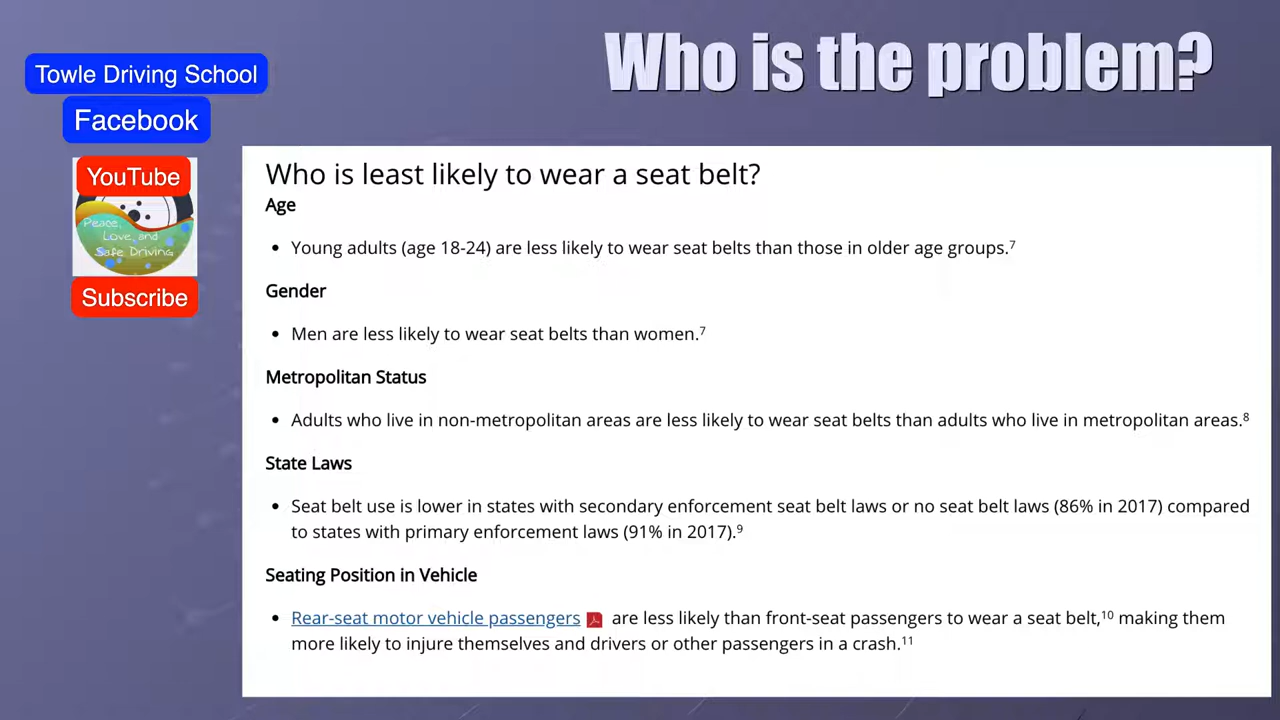 Who is the problem?
Towle Driving School
Facebook
YouTube
Peace,
Love, and
Safe Driving
Subscribe
Who is least likely to wear a seat belt?
Age
• Young adults (age 18-24) are less likely to wear seat belts than those in older age groups.⁷
Gender
• Men are less likely to wear seat belts than women.⁷
Metropolitan Status
• Adults who live in non-metropolitan areas are less likely to wear seat belts than adults who live in metropolitan areas.⁸
State Laws
• Seat belt use is lower in states with secondary enforcement seat belt laws or no seat belt laws (86% in 2017) compared
to states with primary enforcement laws (91% in 2017).⁹
Seating Position in Vehicle
• Rear-seat motor vehicle passengers are less likely than front-seat passengers to wear a seat belt,¹⁰ making them
more likely to injure themselves and drivers or other passengers in a crash.¹¹